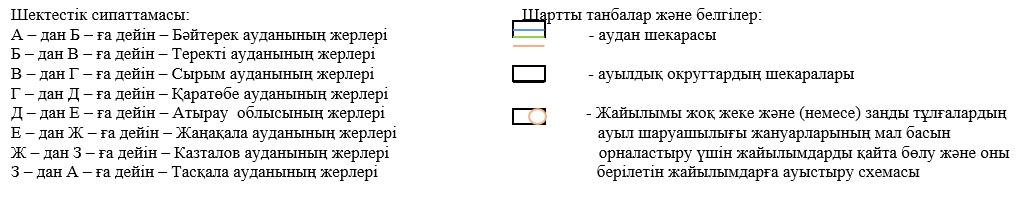 Шектестік сипаттамасы:
А – дан Б – ға дейін – Бәйтерек ауданының жерлері
Б – дан В – ға дейін – Теректі ауданының жерлері
В – дан Г – ға дейін – Сырым ауданының жерлері
Г – дан Д – ға дейін – Қаратөбе ауданының жерлері
Д – дан Е – ға дейін – Атырау облысының жерлері
Е – дан Ж – ға дейін – Жаңақала ауданының жерлері
Ж – дан З – ға дейін – Казталов ауданының жерлері
З – дан А – ға дейін – Тасқала ауданының жерлері
Шартты танбалар және белгілер:
- аудан шекарасы
- ауылдық округтардың шекаралары
- Жайылымы жоқ жеке және (немесе) заңды тұлғалардың
ауыл шаруашылығы жануарларының мал басын
орналастыру үшін жайылымдарды қайта бөлу және оны
берілетін жайылымдарға ауыстыру схемасы